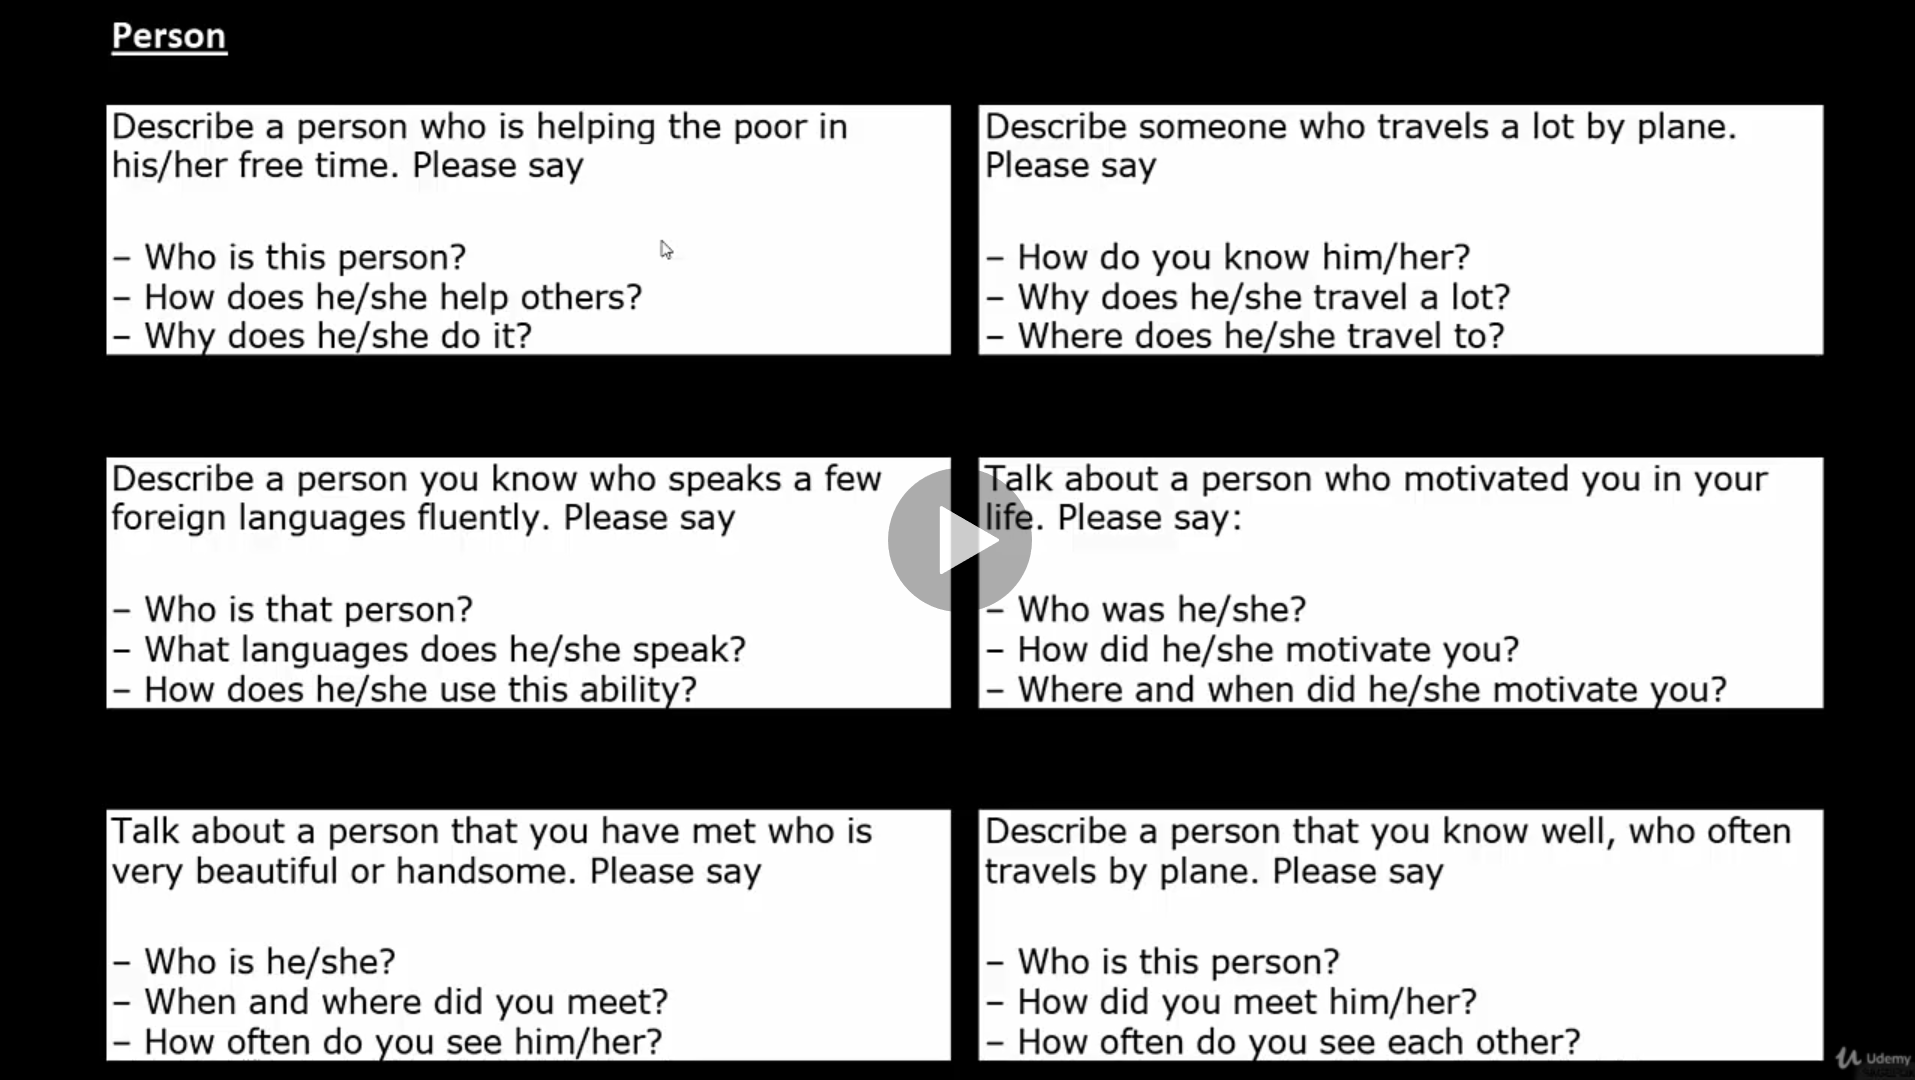 Person
Describe a person who is helping the poor in
his/her free time. Please say
– Who is this person?
– How does he/she help others?
– Why does he/she do it?
Describe someone who travels a lot by plane.
Please say
– How do you know him/her?
– Why does he/she travel a lot?
– Where does he/she travel to?
Describe a person you know who speaks a few
foreign languages fluently. Please say
– Who is that person?
– What languages does he/she speak?
– How does he/she use this ability?
Talk about a person who motivated you in your
life. Please say:
– Who was he/she?
– How did he/she motivate you?
– Where and when did he/she motivate you?
Talk about a person that you have met who is
very beautiful or handsome. Please say
– Who is he/she?
– When and where did you meet?
– How often do you see him/her?
Describe a person that you know well, who often
travels by plane. Please say
– Who is this person?
– How did you meet him/her?
– How often do you see each other?
Udemy